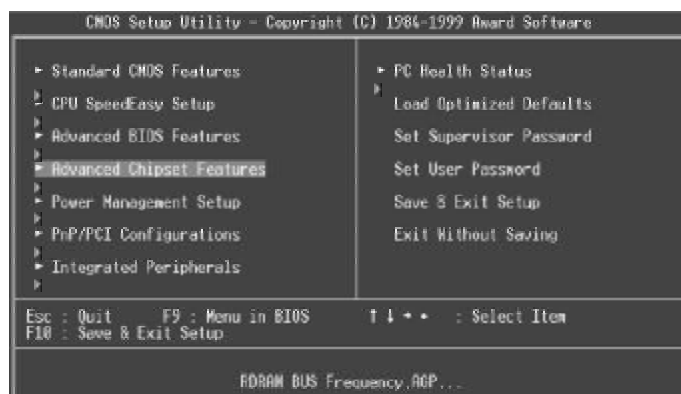 CMOS Setup Utility - Copyright (C) 1984-1999 Award Software
Standard CMOS Features
CPU SpeedEasy Setup
Advanced BIOS Features
Advanced Chipset Features
Power Management Setup
PnP/PCI Configurations
Integrated Peripherals
PC Health Status
Load Optimized Defaults
Set Supervisor Password
Set User Password
Save & Exit Setup
Exit Without Saving
Esc : Quit F9 : Menu in BIOS ↑ ↓ → ← : Select Item
F10 : Save & Exit Setup
RDRAM BUS Frequency,AGP...